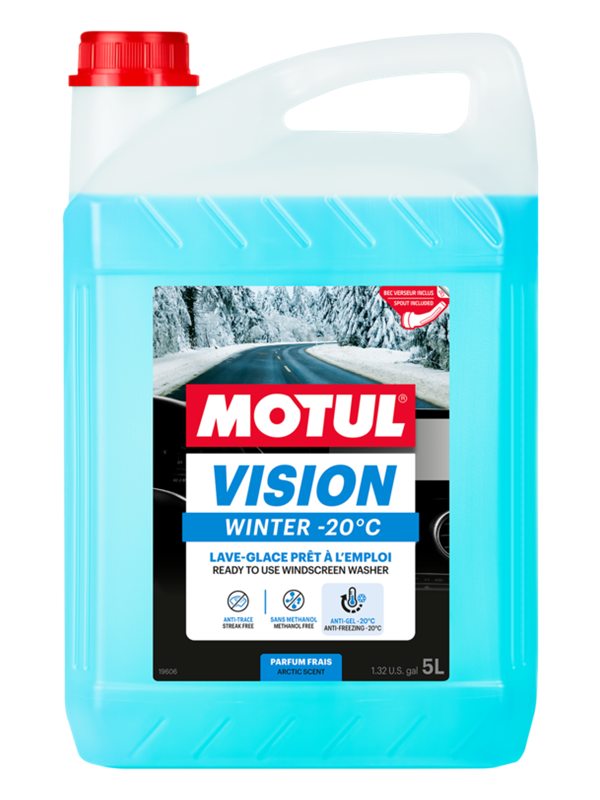 BEC VERSEUR INCLUS
SPOUT INCLUDED
MOTUL®
VISION
WINTER -20°C
LAVE-GLACE PRÊT À L'EMPLOI
READY TO USE WINDSCREEN WASHER
ANTI-TRACE
STREAK FREE
SANS METHANOL
METHANOL FREE
ANTI-GEL -20°C
ANTI-FREEZING -20°C
PARFUM FRAIS
ARCTIC SCENT
19606
1.32 U.S. gal 5L